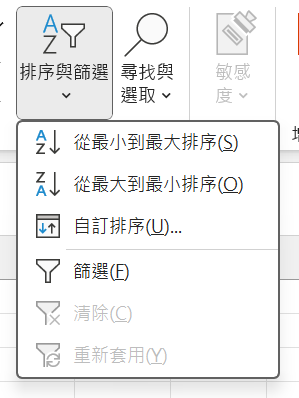 排序與篩選
尋找與
選取
敏感
度
從最小到最大排序(S)
從最大到最小排序(O)
自訂排序(U)...
篩選(F)
清除(C)
重新套用(Y)